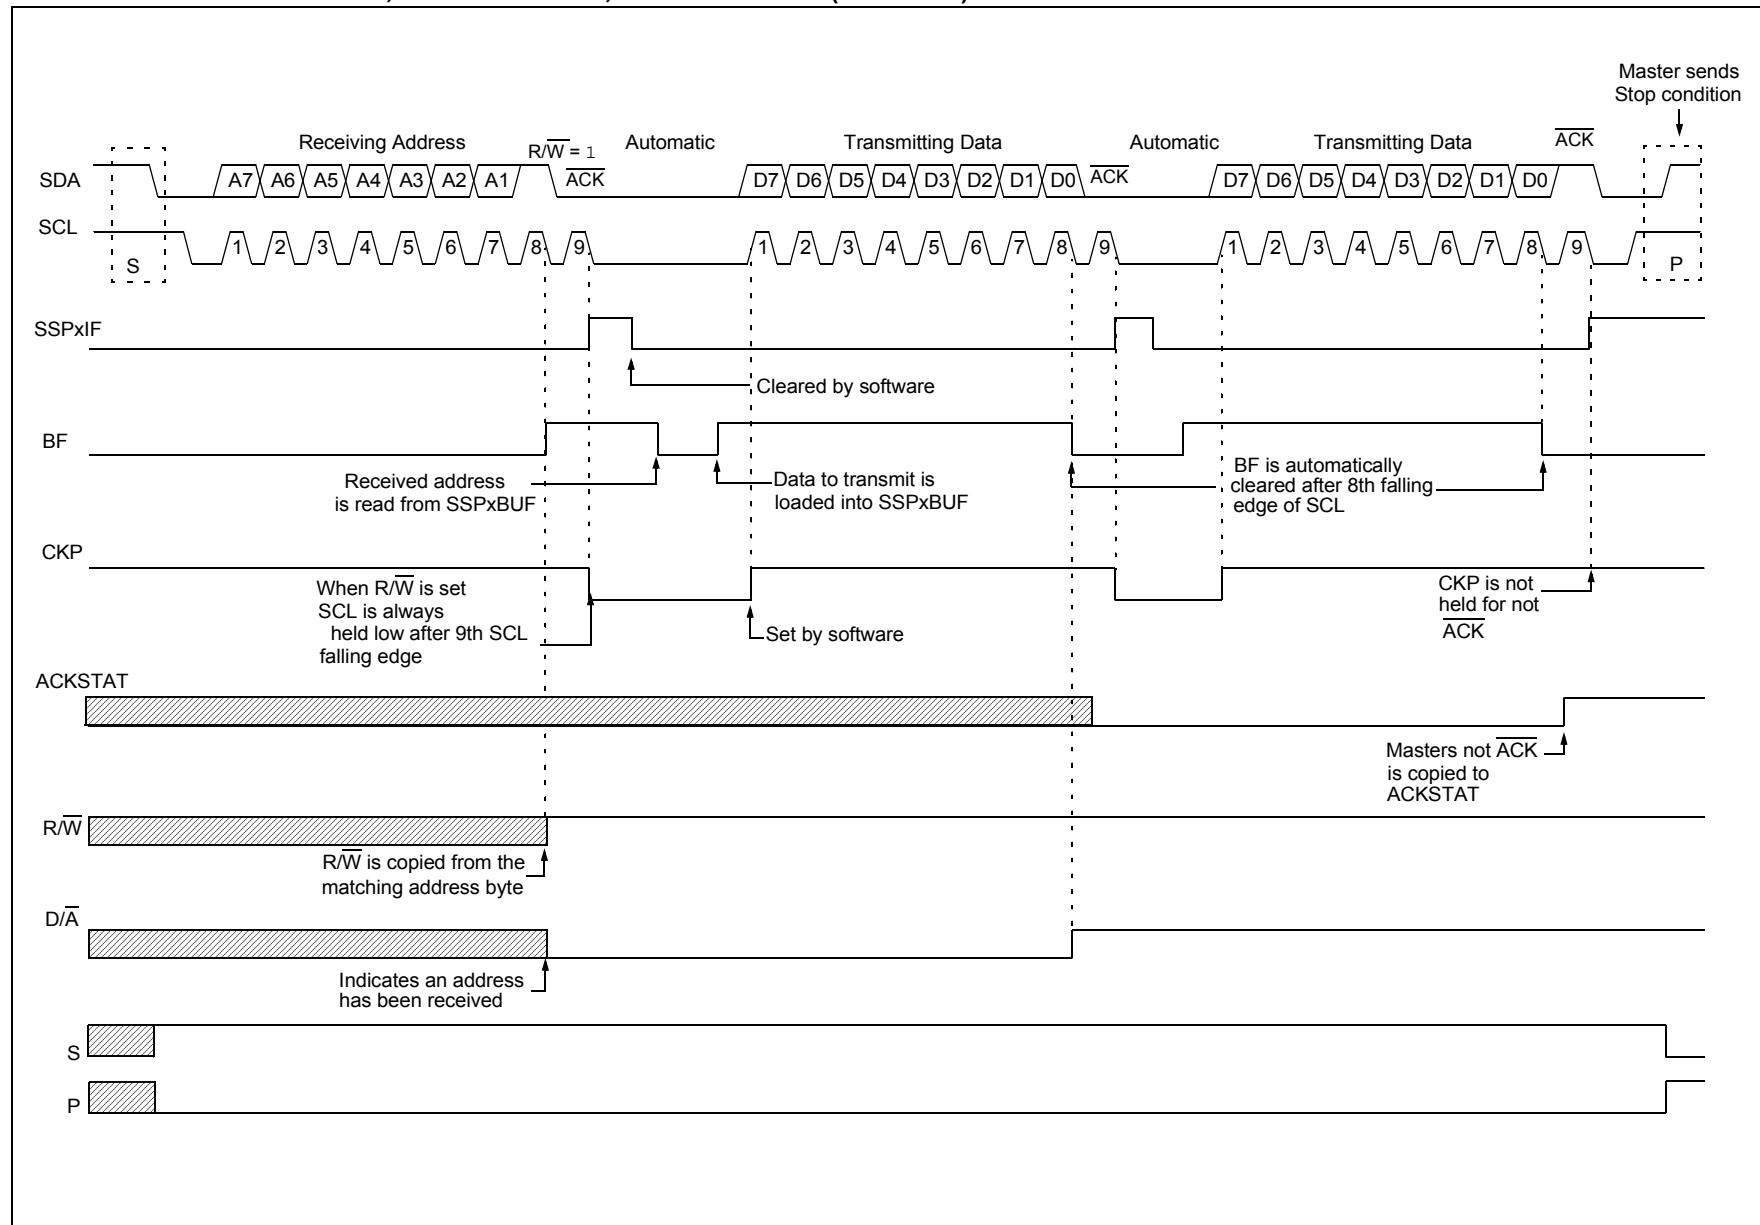 Master sends
Stop condition
Receiving Address
R/W̅ = 1
Automatic
Transmitting Data
Automatic
Transmitting Data
A̅C̅K̅
SDA
A7 A6 A5 A4 A3 A2 A1
A̅C̅K̅
D7 D6 D5 D4 D3 D2 D1 D0
A̅C̅K̅
D7 D6 D5 D4 D3 D2 D1 D0
SCL
1 2 3 4 5 6 7 8 9
1 2 3 4 5 6 7 8 9
1 2 3 4 5 6 7 8 9
S
P
SSPxIF
Cleared by software
BF
Received address
is read from SSPxBUF
Data to transmit is
loaded into SSPxBUF
BF is automatically
cleared after 8th falling
edge of SCL
CKP
When R/W̅ is set
SCL is always
held low after 9th SCL
falling edge
Set by software
CKP is not
held for not
A̅C̅K̅
ACKSTAT
Masters not A̅C̅K̅
is copied to
ACKSTAT
R/W̅
R/W̅ is copied from the
matching address byte
D/A̅
Indicates an address
has been received
S
P